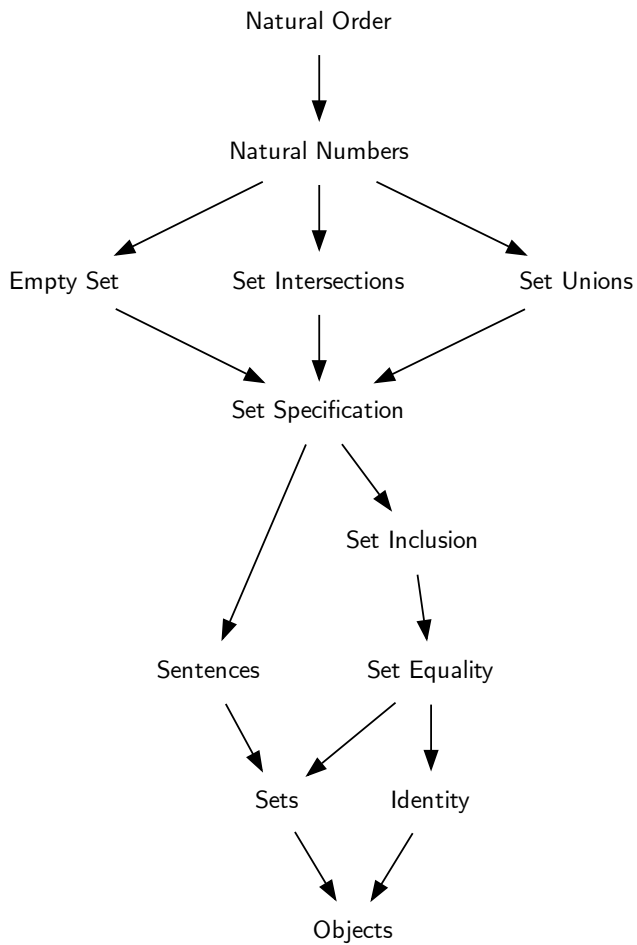 Natural Order
Natural Numbers
Empty Set
Set Intersections
Set Unions
Set Specification
Set Inclusion
Sentences
Set Equality
Sets
Identity
Objects